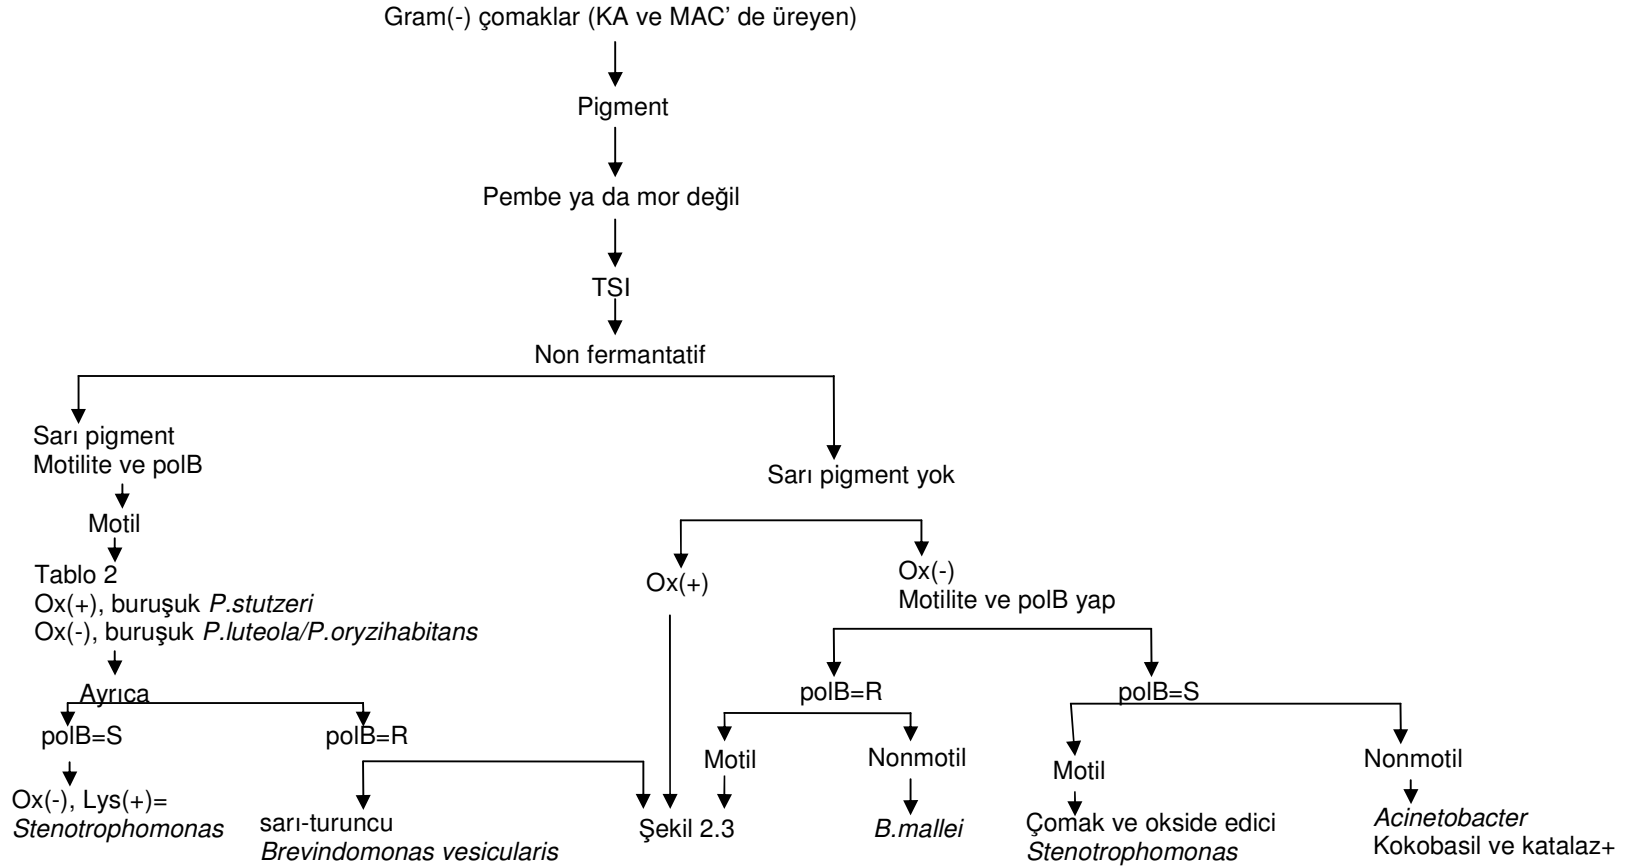 Gram(-) çomaklar (KA ve MAC' de üreyen)
Pigment
Pembe ya da mor değil
TSI
Non fermantatif
Sarı pigment
Motilite ve polB
Motil
Tablo 2
Ox(+), buruşuk P.stutzeri
Ox(-), buruşuk P.luteola/P.oryzihabitans
Ayrıca
polB=S
Ox(-), Lys(+)=
Stenotrophomonas
polB=R
sarı-turuncu
Brevindomonas vesicularis
Sarı pigment yok
Ox(+)
Şekil 2.3
Ox(-)
Motilite ve polB yap
polB=R
Motil
Nonmotil
B.mallei
polB=S
Motil
Çomak ve okside edici
Stenotrophomonas
Nonmotil
Acinetobacter
Kokobasil ve katalaz+